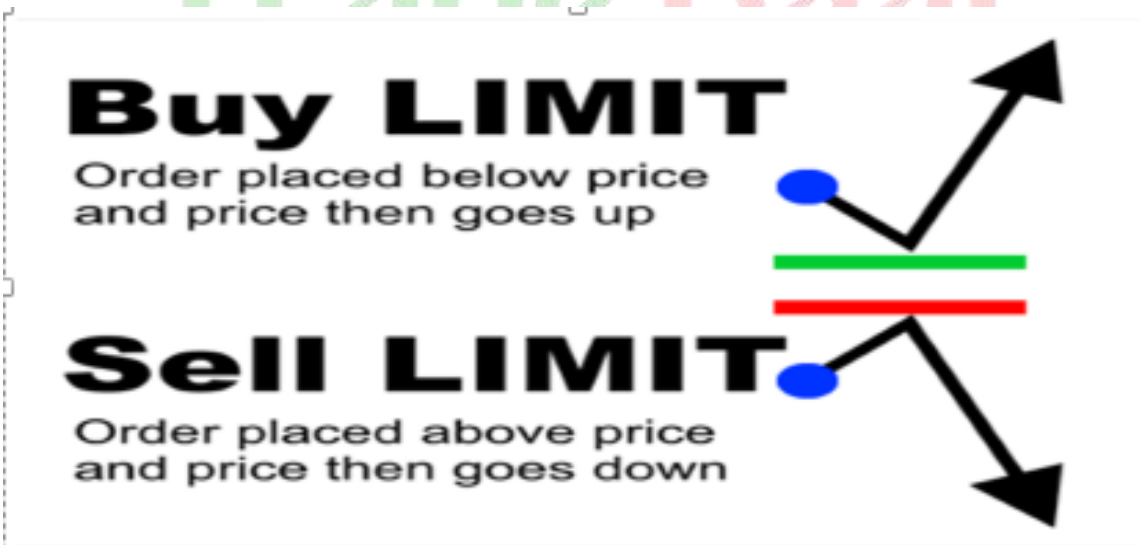 Buy LIMIT
Order placed below price
and price then goes up
Sell LIMIT
Order placed above price
and price then goes down